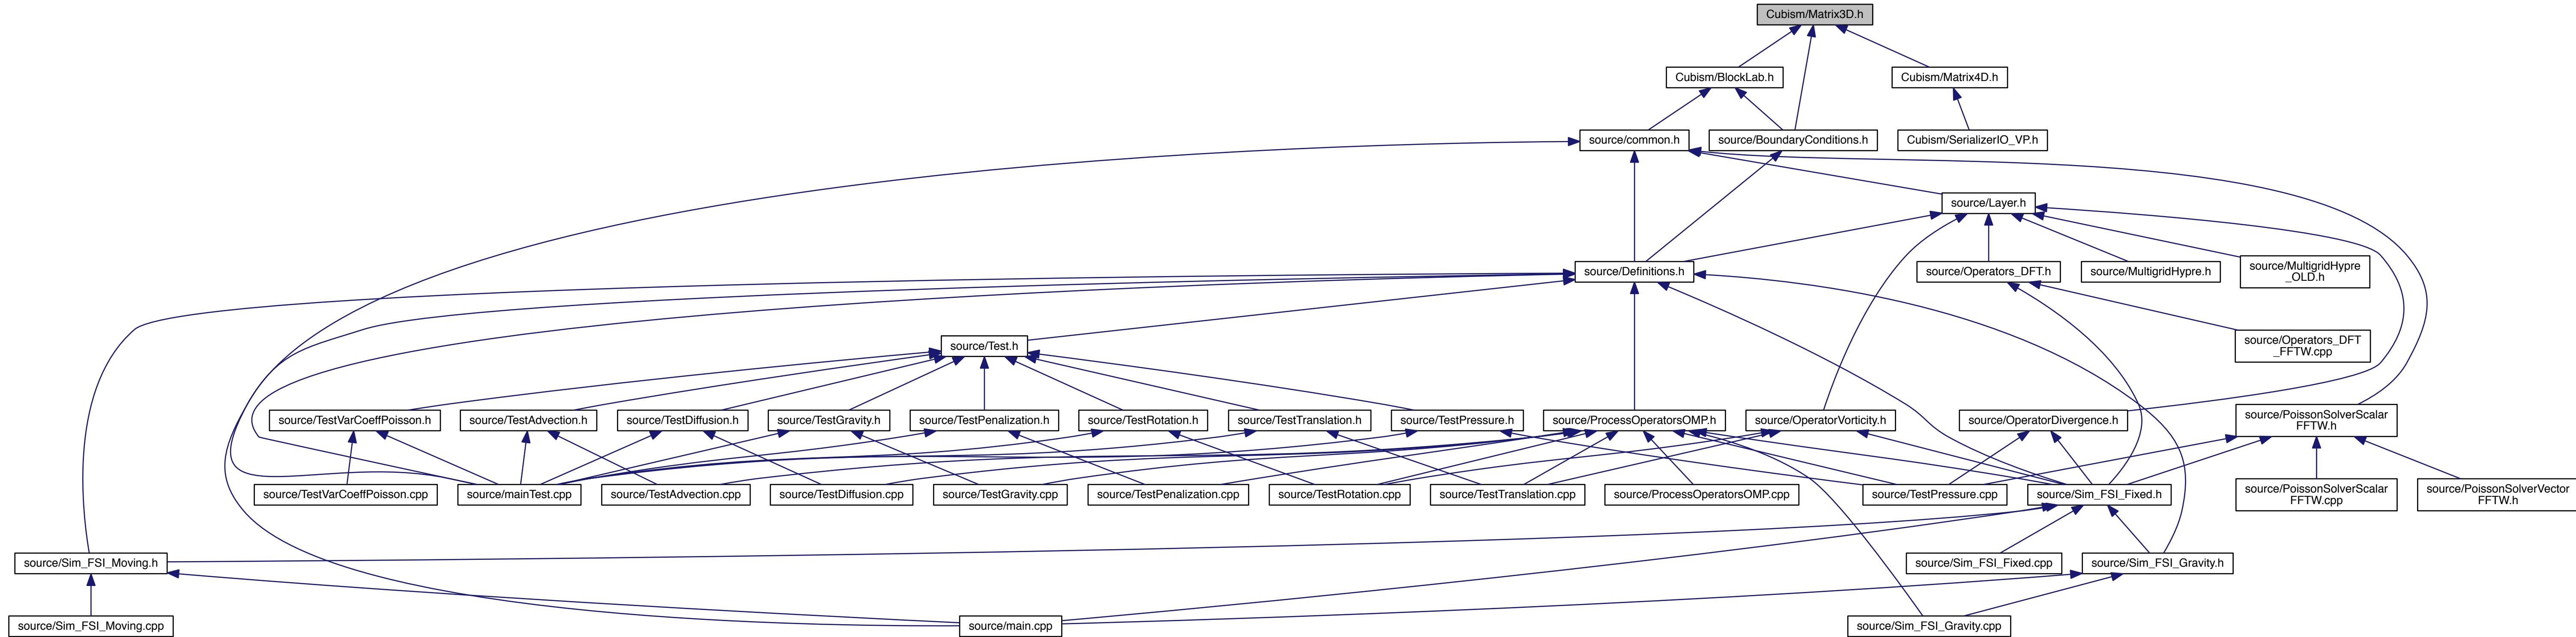 Cubism/Matrix3D.h
Cubism/BlockLab.h
Cubism/Matrix4D.h
source/common.h
source/BoundaryConditions.h
Cubism/SerializerIO_VP.h
source/Layer.h
source/Definitions.h
source/Operators_DFT.h
source/MultigridHypre.h
source/MultigridHypre
_OLD.h
source/Test.h
source/Operators_DFT
_FFTW.cpp
source/TestVarCoeffPoisson.h
source/TestAdvection.h
source/TestDiffusion.h
source/TestGravity.h
source/TestPenalization.h
source/TestRotation.h
source/TestTranslation.h
source/TestPressure.h
source/ProcessOperatorsOMP.h
source/OperatorVorticity.h
source/OperatorDivergence.h
source/PoissonSolverScalar
FFTW.h
source/TestVarCoeffPoisson.cpp
source/mainTest.cpp
source/TestAdvection.cpp
source/TestDiffusion.cpp
source/TestGravity.cpp
source/TestPenalization.cpp
source/TestRotation.cpp
source/TestTranslation.cpp
source/ProcessOperatorsOMP.cpp
source/TestPressure.cpp
source/Sim_FSI_Fixed.h
source/PoissonSolverScalar
FFTW.cpp
source/PoissonSolverVector
FFTW.h
source/Sim_FSI_Moving.h
source/Sim_FSI_Fixed.cpp
source/Sim_FSI_Gravity.h
source/Sim_FSI_Moving.cpp
source/main.cpp
source/Sim_FSI_Gravity.cpp